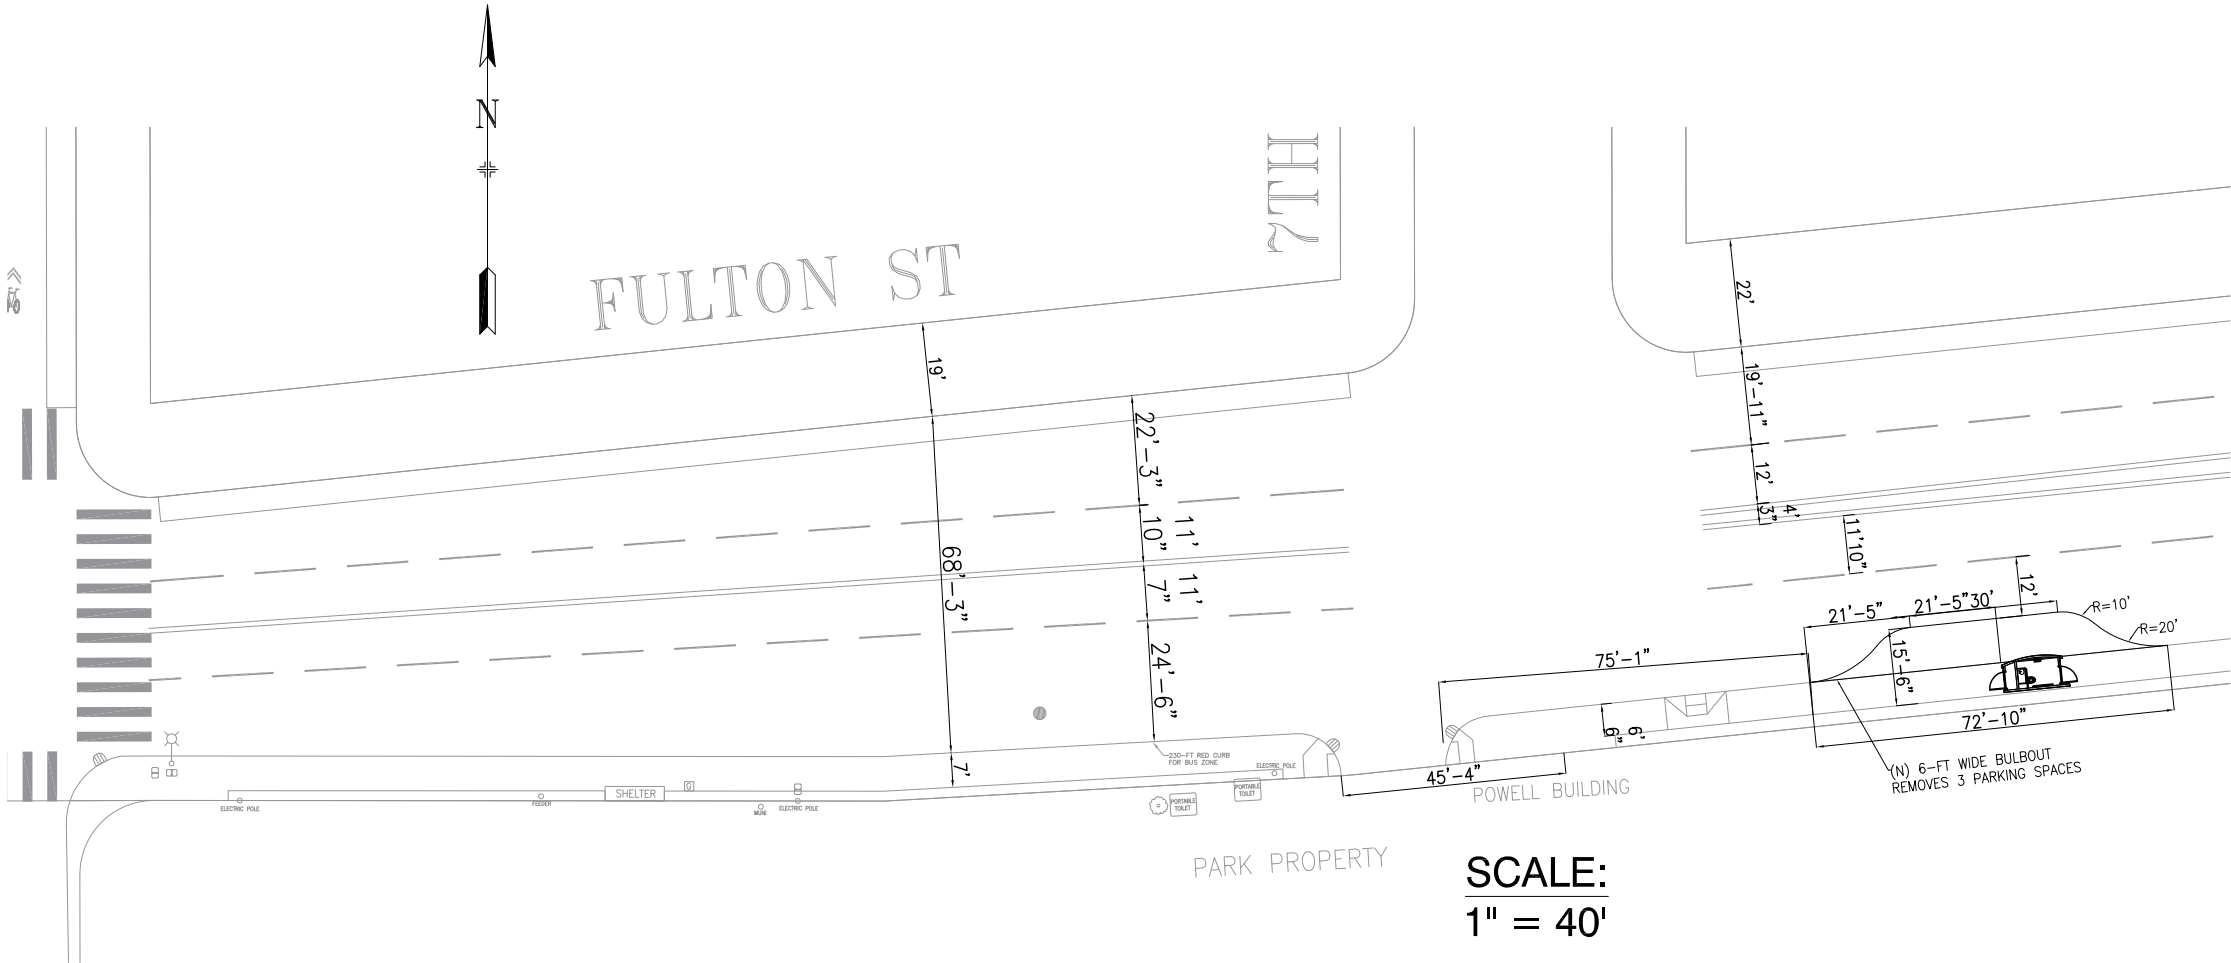 N
7TH
FULTON ST
19'
22'-3"
11'
10"
11'
7"
68'-3"
24'-6"
7'
22'
19'-11"
12'
4'
3"
11'10"
12'
21'-5"
21'-5"30'
R=10'
R=20'
15'-6"
75'-1"
6'
6"
72'-10"
45'-4"
(N) 6-FT WIDE BULBOUT
REMOVES 3 PARKING SPACES
POWELL BUILDING
230-FT RED CURB
FOR BUS ZONE
ELECTRIC POLE
PORTABLE
TOILET
PORTABLE
TOILET
G
SHELTER
ELECTRIC POLE
FEEDER
MUNI
ELECTRIC POLE
PARK PROPERTY
SCALE:
1" = 40'